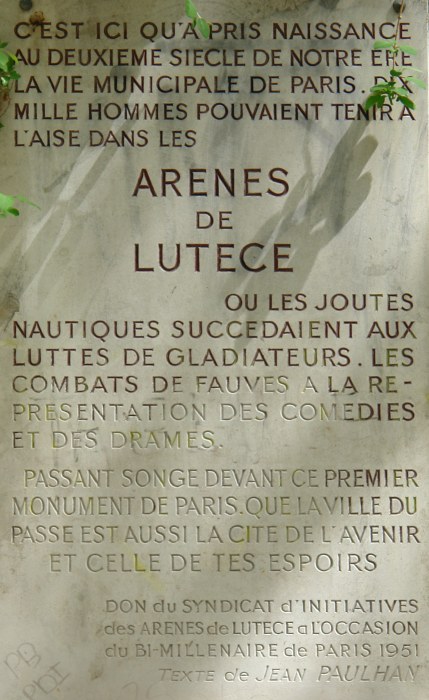 C'EST ICI QU'A PRIS NAISSANCE
AU DEUXIEME SIECLE DE NOTRE ERE
LA VIE MUNICIPALE DE PARIS. DIX
MILLE HOMMES POUVAIENT TENIR A
L'AISE DANS LES
ARENES
DE
LUTECE
OU LES JOUTES
NAUTIQUES SUCCEDAIENT AUX
LUTTES DE GLADIATEURS. LES
COMBATS DE FAUVES A LA RE-
PRESENTATION DES COMEDIES
ET DES DRAMES.
PASSANT SONGE DEVANT CE PREMIER
MONUMENT DE PARIS. QUE LA VILLE DU
PASSE EST AUSSI LA CITE DE L'AVENIR
ET CELLE DE TES ESPOIRS
DON du SYNDICAT d'INITIATIVES
des ARENES de LUTECE a L'OCCASION
du BI-MILLENAIRE de PARIS 1951
TEXTE de JEAN PAULHAN